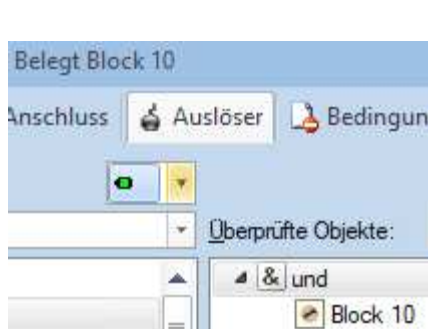 Belegt Block 10
Anschluss Auslöser Bedingun
Überprüfte Objekte:
& und
Block 10